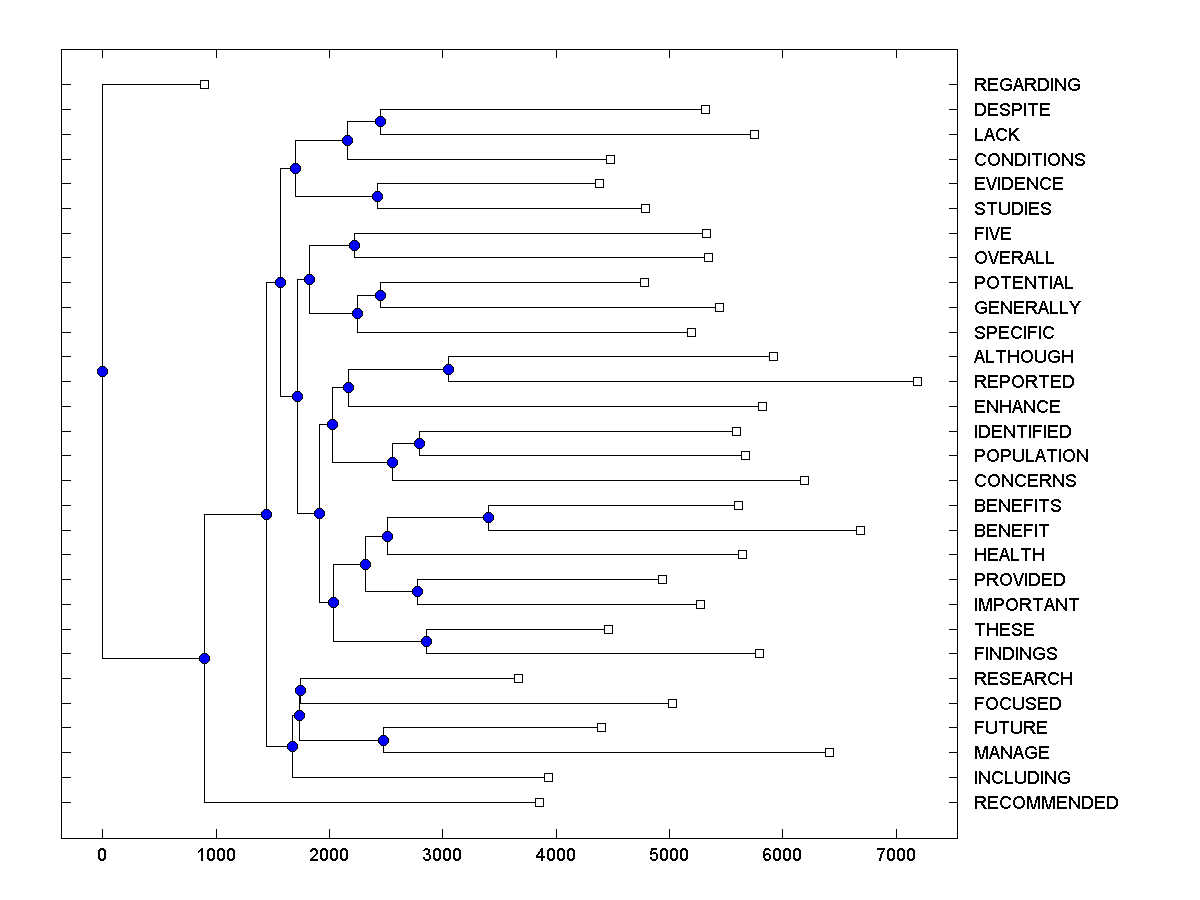 REGARDING
DESPITE
LACK
CONDITIONS
EVIDENCE
STUDIES
FIVE
OVERALL
POTENTIAL
GENERALLY
SPECIFIC
ALTHOUGH
REPORTED
ENHANCE
IDENTIFIED
POPULATION
CONCERNS
BENEFITS
BENEFIT
HEALTH
PROVIDED
IMPORTANT
THESE
FINDINGS
RESEARCH
FOCUSED
FUTURE
MANAGE
INCLUDING
RECOMMENDED
0 1000 2000 3000 4000 5000 6000 7000